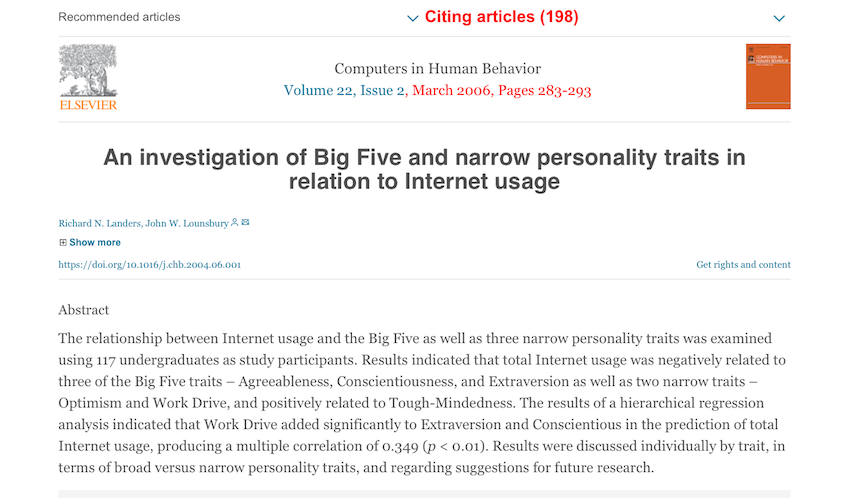 Recommended articles
Citing articles (198)
ELSEVIER
Computers in Human Behavior
Volume 22, Issue 2, March 2006, Pages 283-293
COMPUTERS IN
HUMAN BEHAVIOR
An investigation of Big Five and narrow personality traits in
relation to Internet usage
Richard N. Landers, John W. Lounsbury
Show more
https://doi.org/10.1016/j.chb.2004.06.001
Get rights and content
Abstract
The relationship between Internet usage and the Big Five as well as three narrow personality traits was examined
using 117 undergraduates as study participants. Results indicated that total Internet usage was negatively related to
three of the Big Five traits – Agreeableness, Conscientiousness, and Extraversion as well as two narrow traits –
Optimism and Work Drive, and positively related to Tough-Mindedness. The results of a hierarchical regression
analysis indicated that Work Drive added significantly to Extraversion and Conscientious in the prediction of total
Internet usage, producing a multiple correlation of 0.349 (p < 0.01). Results were discussed individually by trait, in
terms of broad versus narrow personality traits, and regarding suggestions for future research.